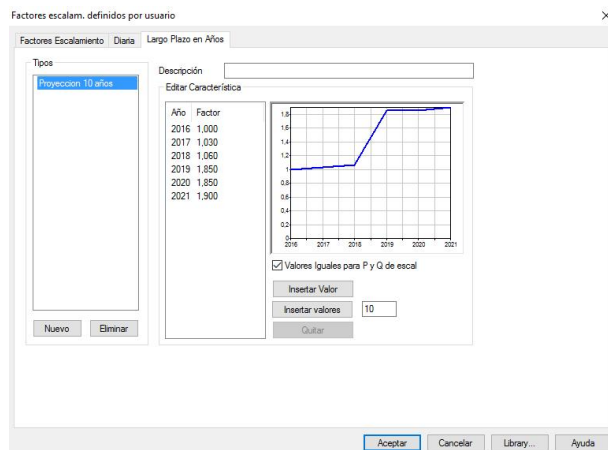 Factores escalam. definidos por usuario
Factores Escalamiento Diaria Largo Plazo en Años
Tipos
Proyeccion 10 años
Descripción
Editar Característica
Año Factor
2016 1,000
2017 1,030
2018 1,060
2019 1,850
2020 1,850
2021 1,900
1,8
1,6
1,4
1,2
1
0,8
0,6
0,4
0,2
0
2016 2017 2018 2019 2020 2021
Valores Iguales para P y Q de escal
Insertar Valor
Insertar valores 10
Quitar
Nuevo Eliminar
Aceptar Cancelar Library... Ayuda